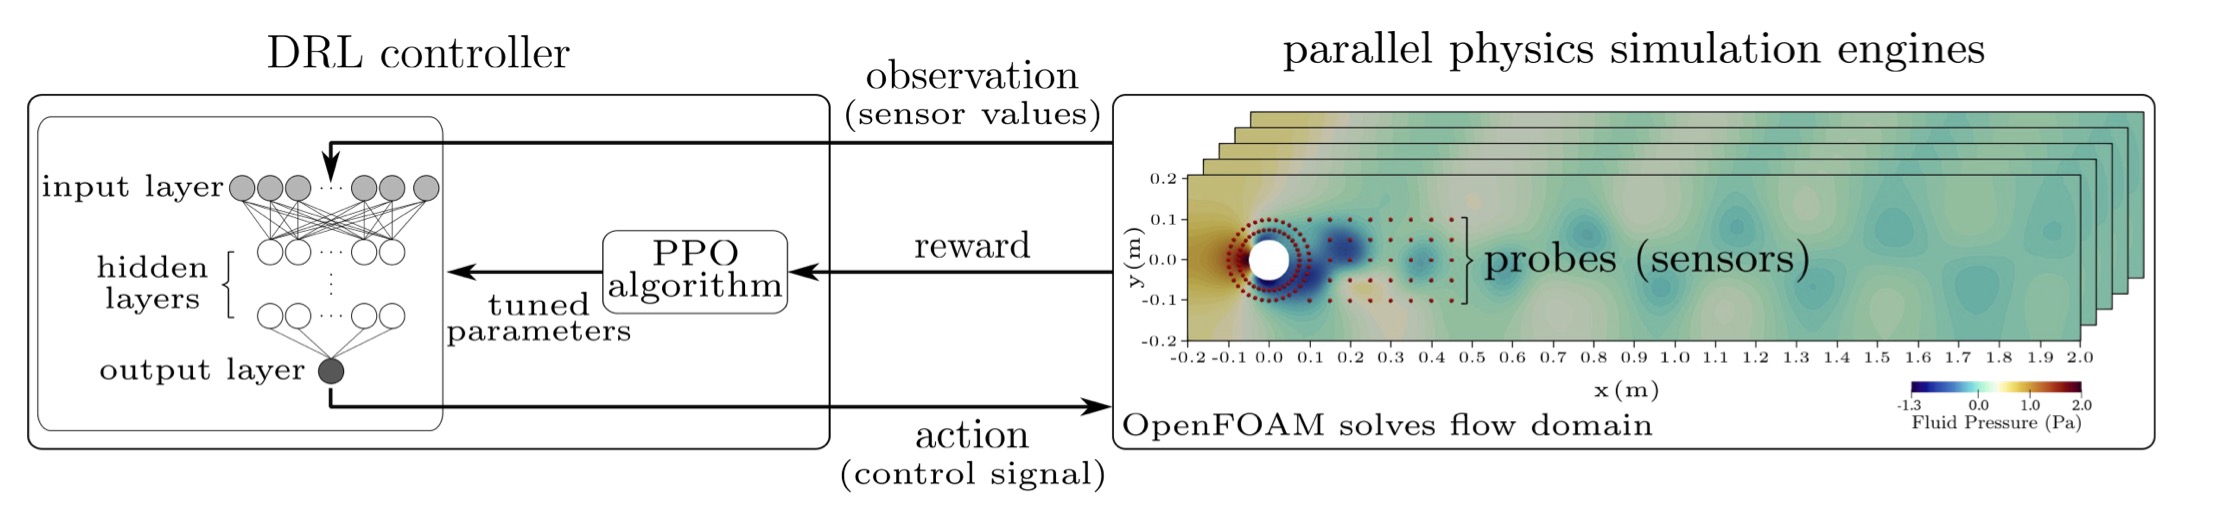 DRL controller
parallel physics simulation engines
observation
(sensor values)
input layer
hidden
layers
output layer
PPO
algorithm
tuned
parameters
reward
action
(control signal)
0.2
0.1
0.0
-0.1
-0.2
y(m)
probes (sensors)
-0.2 -0.1 0.0 0.1 0.2 0.3 0.4 0.5 0.6 0.7 0.8 0.9 1.0 1.1 1.2 1.3 1.4 1.5 1.6 1.7 1.8 1.9 2.0
x(m)
OpenFOAM solves flow domain
-1.3 0.0 1.0 2.0
Fluid Pressure (Pa)